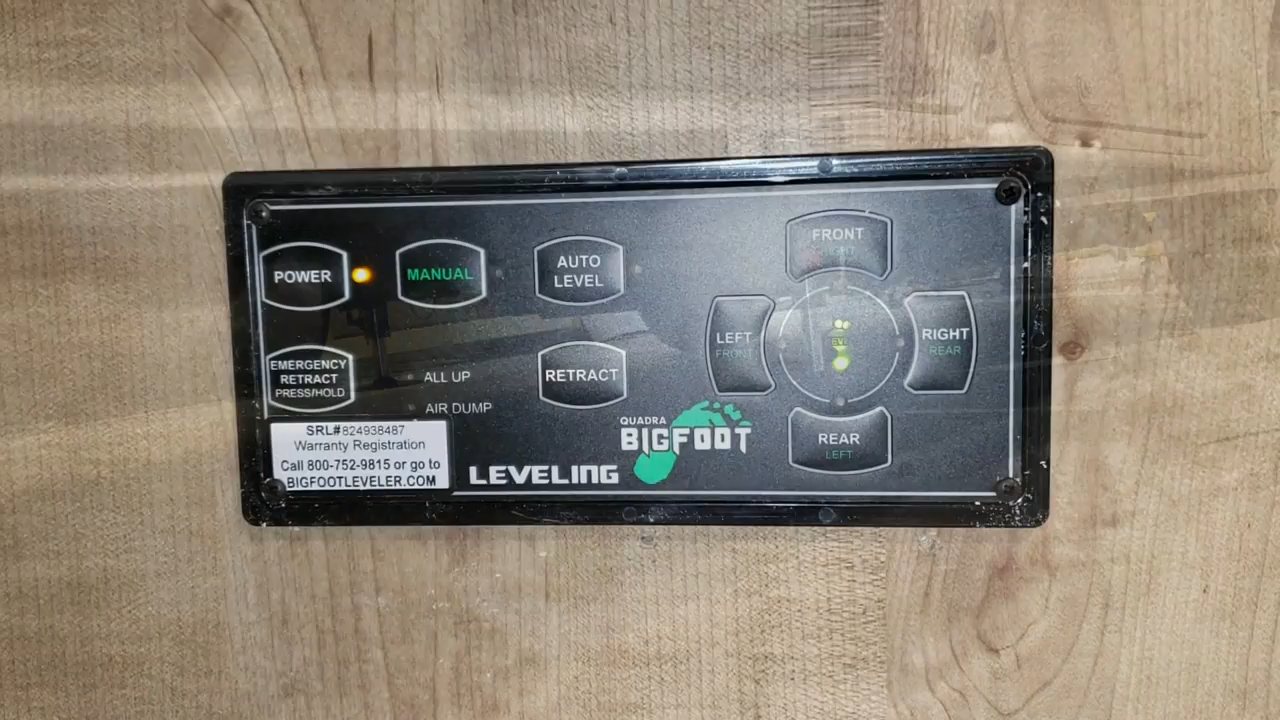 POWER
MANUAL
AUTO
LEVEL
FRONT
RIGHT
LEFT
FRONT
RIGHT
REAR
EMERGENCY
RETRACT
PRESS/HOLD
ALL UP
AIR DUMP
RETRACT
REAR
LEFT
SRL#824938487
Warranty Registration
Call 800-752-9815 or go to
BIGFOOTLEVELER.COM
QUADRA
BIGFOOT
LEVELING